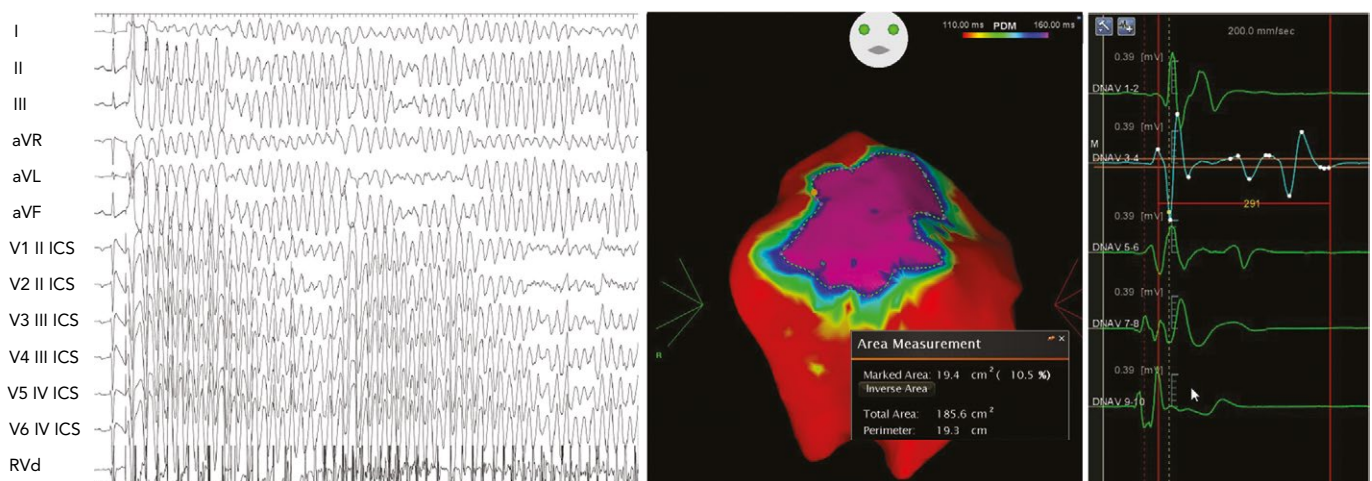 I
II
III
aVR
aVL
aVF
V1 II ICS
V2 II ICS
V3 III ICS
V4 III ICS
V5 IV ICS
V6 IV ICS
RVd
110.00 ms PDM 160.00 ms
R
Area Measurement
Marked Area: 19.4 cm² ( 10.5 %)
Inverse Area
Total Area: 185.6 cm²
Perimeter: 19.3 cm
200.0 mm/sec
0.39 [mV]
DNAV 1-2
0.39 [mV]
M
DNAV 3-4
291
0.39 [mV]
DNAV 5-6
0.39 [mV]
DNAV 7-8
0.39 [mV]
DNAV 9-10